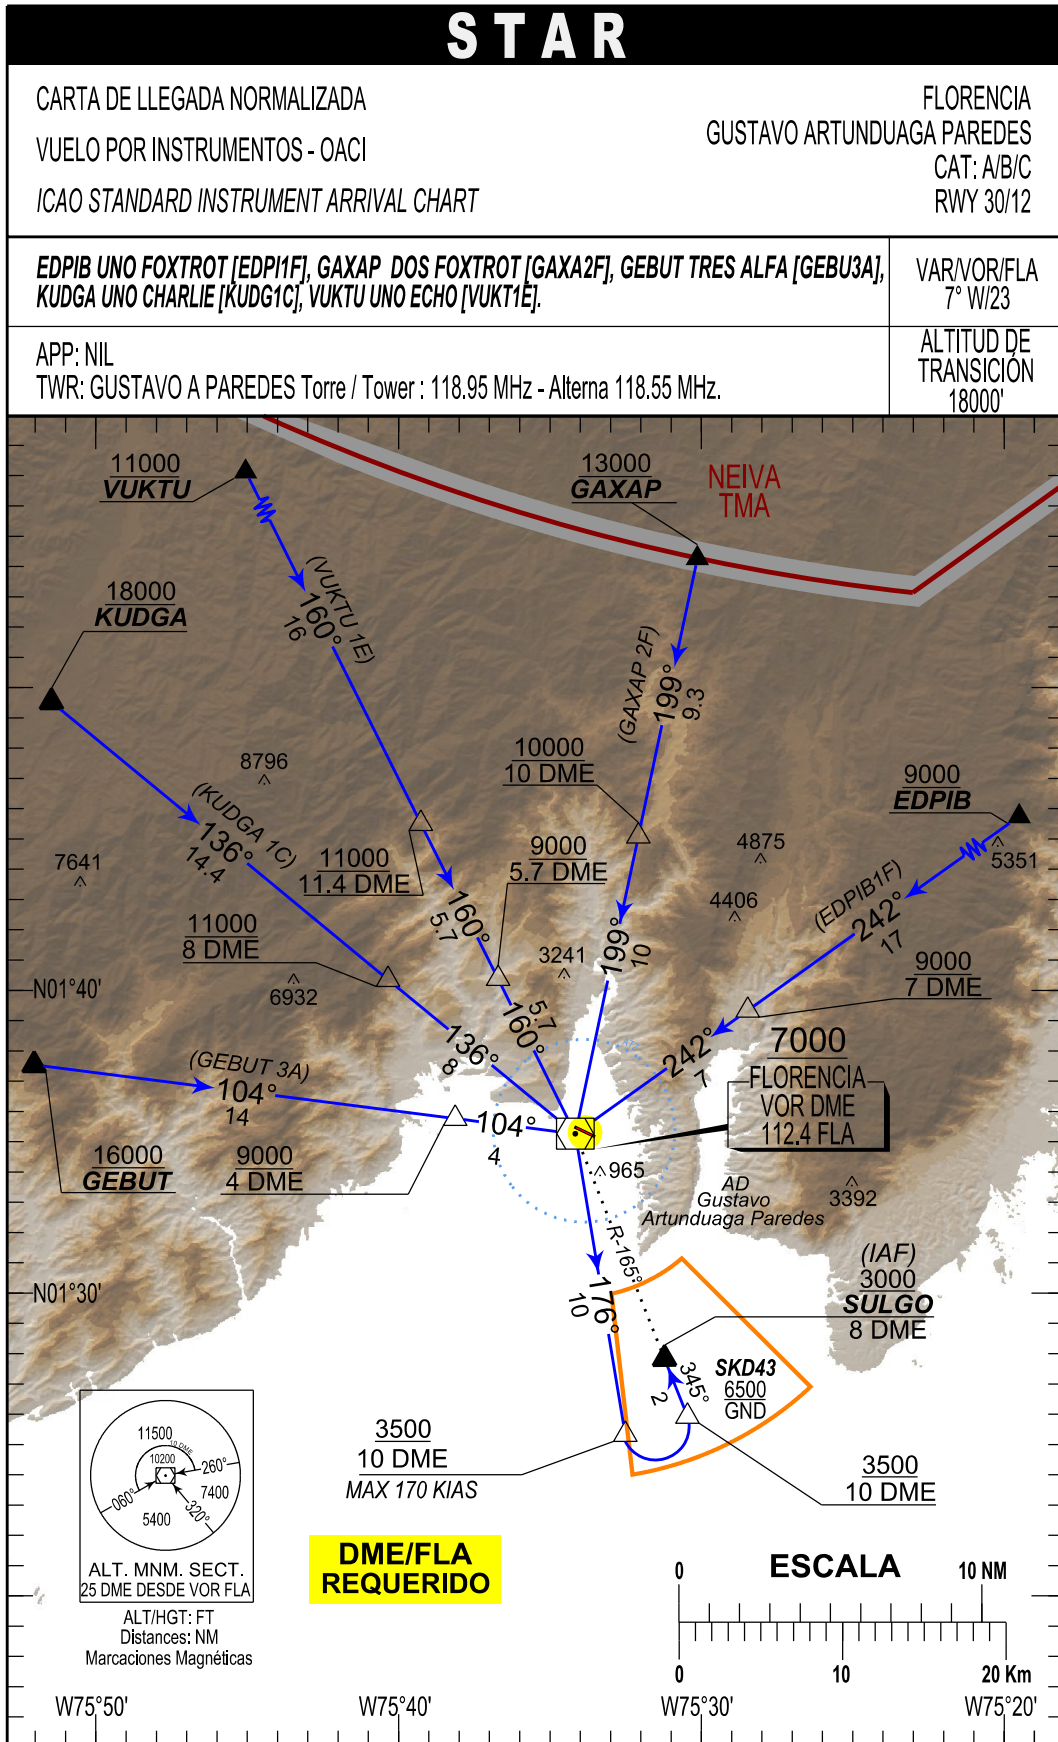 STAR
CARTA DE LLEGADA NORMALIZADA
VUELO POR INSTRUMENTOS - OACI
ICAO STANDARD INSTRUMENT ARRIVAL CHART
FLORENCIA
GUSTAVO ARTUNDUAGA PAREDES
CAT: A/B/C
RWY 30/12
EDPIB UNO FOXTROT [EDPI1F], GAXAP DOS FOXTROT [GAXA2F], GEBUT TRES ALFA [GEBU3A],
KUDGA UNO CHARLIE [KUDG1C], VUKTU UNO ECHO [VUKT1E].
VAR/VOR/FLA
7° W/23
APP: NIL
TWR: GUSTAVO A PAREDES Torre / Tower : 118.95 MHz - Alterna 118.55 MHz.
ALTITUD DE
TRANSICIÓN
18000'
11000
VUKTU
13000
GAXAP
NEIVA
TMA
18000
KUDGA
(VUKTU 1E)
160°
16
(GAXAP 2F)
199°
9.3
10000
10 DME
9000
EDPIB
8796
(KUDGA 1C)
136°
14.4
7641
11000
11.4 DME
9000
5.7 DME
4875
5351
4406
(EDPIB1F)
242°
17
160°
5.7
11000
8 DME
199°
10
3241
9000
7 DME
N01°40'
6932
5.7
160°
136°
8
242°
7
7000
FLORENCIA
VOR DME
112.4 FLA
(GEBUT 3A)
104°
14
104°
4
16000
GEBUT
9000
4 DME
965
AD
Gustavo
Artunduaga Paredes
3392
R-165°
N01°30'
176°
10
(IAF)
3000
SULGO
8 DME
345°
2
SKD43
6500
GND
3500
10 DME
MAX 170 KIAS
3500
10 DME
11500
10 DME
10200
260°
060°
7400
320°
5400
ALT. MNM. SECT.
25 DME DESDE VOR FLA
ALT/HGT: FT
Distances: NM
Marcaciones Magnéticas
DME/FLA
REQUERIDO
0
ESCALA
10 NM
0
10
20 Km
W75°50'
W75°40'
W75°30'
W75°20'